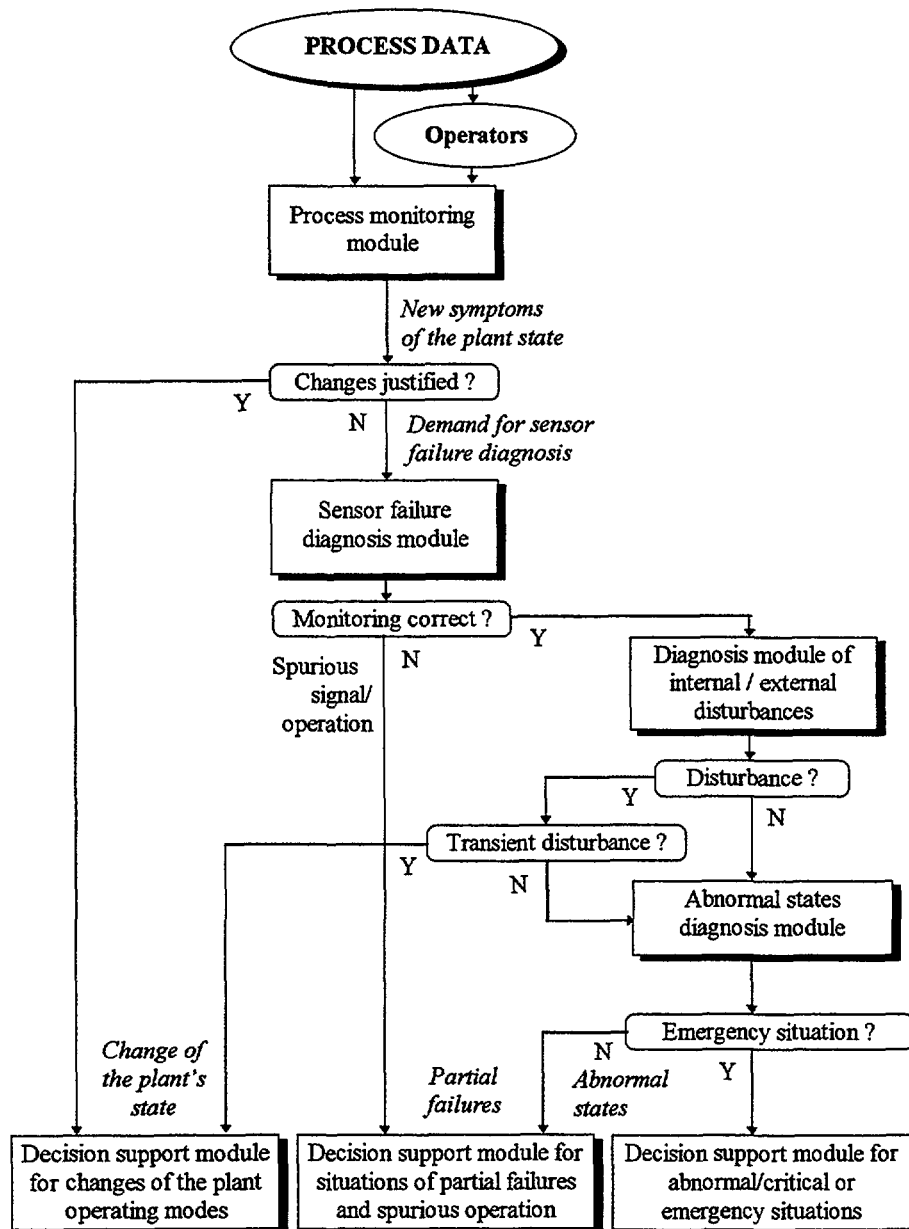 PROCESS DATA
Operators
Process monitoring
module
New symptoms
of the plant state
Changes justified ?
Y
N
Demand for sensor
failure diagnosis
Sensor failure
diagnosis module
Monitoring correct ?
Y
N
Spurious
signal/
operation
Diagnosis module of
internal / external
disturbances
Disturbance ?
Y
N
Transient disturbance ?
Y
N
Abnormal states
diagnosis module
Emergency situation ?
N
Y
Change of
the plant's
state
Partial
failures
Abnormal
states
Decision support module
for changes of the plant
operating modes
Decision support module for
situations of partial failures
and spurious operation
Decision support module for
abnormal/critical or
emergency situations